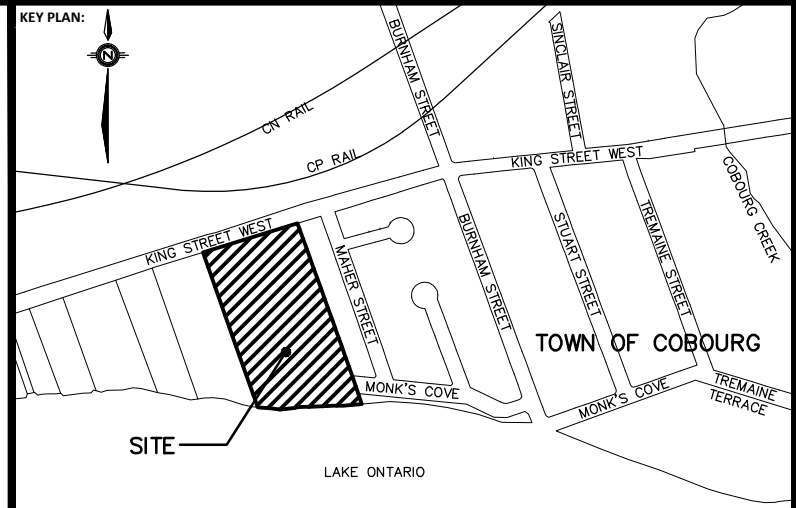 KEY PLAN:
N
BURNHAM STREET
SINCLAIR STREET
CN RAIL
CP RAIL
KING STREET WEST
COBOURG CREEK
KING STREET WEST
MAHER STREET
BURNHAM STREET
STUART STREET
TREMAINE STREET
TOWN OF COBOURG
MONK'S COVE
MONK'S COVE
TREMAINE
TERRACE
SITE
LAKE ONTARIO